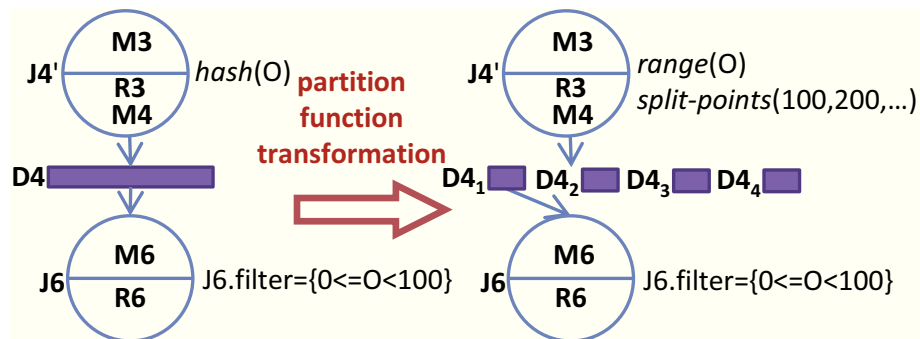 M3
J4'
hash(O)
R3
M4
D4
M6
J6
J6.filter={0<=O<100}
R6
partition
function
transformation
M3
J4'
range(O)
R3
split-points(100,200,...)
M4
D4₁ D4₂ D4₃ D4₄
M6
J6
J6.filter={0<=O<100}
R6